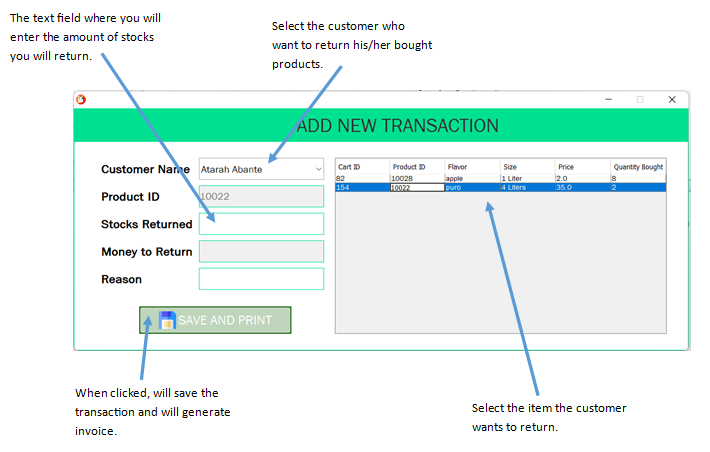 The text field where you will
enter the amount of stocks
you will return.
Select the customer who
want to return his/her bought
products.
ADD NEW TRANSACTION
Customer Name Atarah Abante
Product ID 10022
Stocks Returned
Money to Return
Reason
SAVE AND PRINT
Cart ID Product ID Flavor Size Price Quantity Bought
82 10028 apple 1 Liter 2.0 8
154 10022 puro 4 Liters 35.0 2
When clicked, will save the
transaction and will generate
invoice.
Select the item the customer
wants to return.